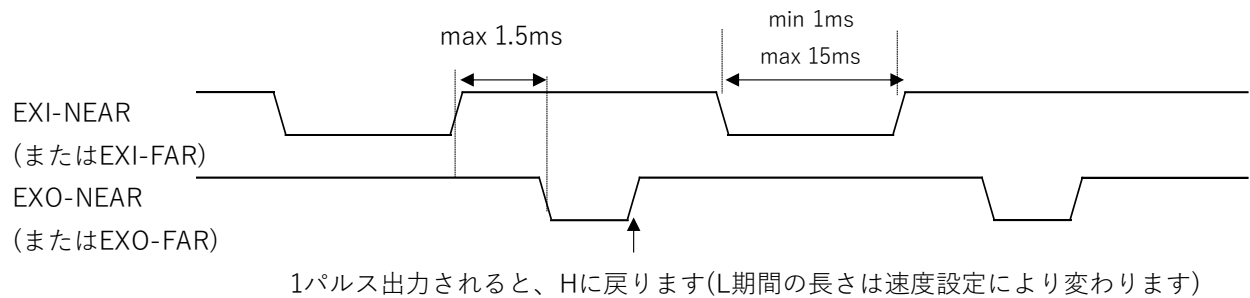 min 1ms
max 1.5ms
max 15ms
EXI-NEAR
(またはEXI-FAR)
EXO-NEAR
(またはEXO-FAR)
1パルス出力されると、Hに戻ります(L期間の長さは速度設定により変わります)